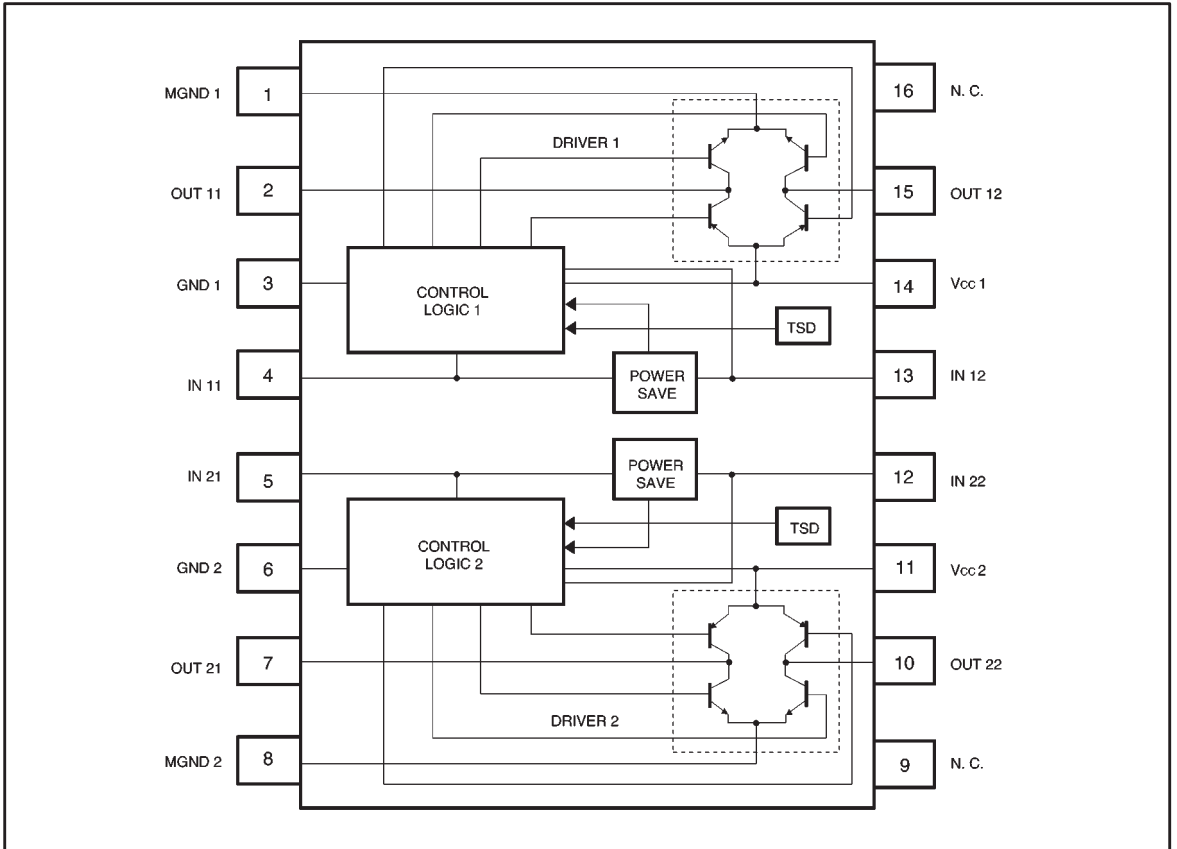 MGND 1
1
16
N. C.
DRIVER 1
OUT 11
2
15
OUT 12
GND 1
3
CONTROL
LOGIC 1
14
Vcc 1
TSD
IN 11
4
POWER
SAVE
13
IN 12
IN 21
5
POWER
SAVE
12
IN 22
TSD
CONTROL
LOGIC 2
GND 2
6
11
Vcc 2
OUT 21
7
10
OUT 22
DRIVER 2
MGND 2
8
9
N. C.